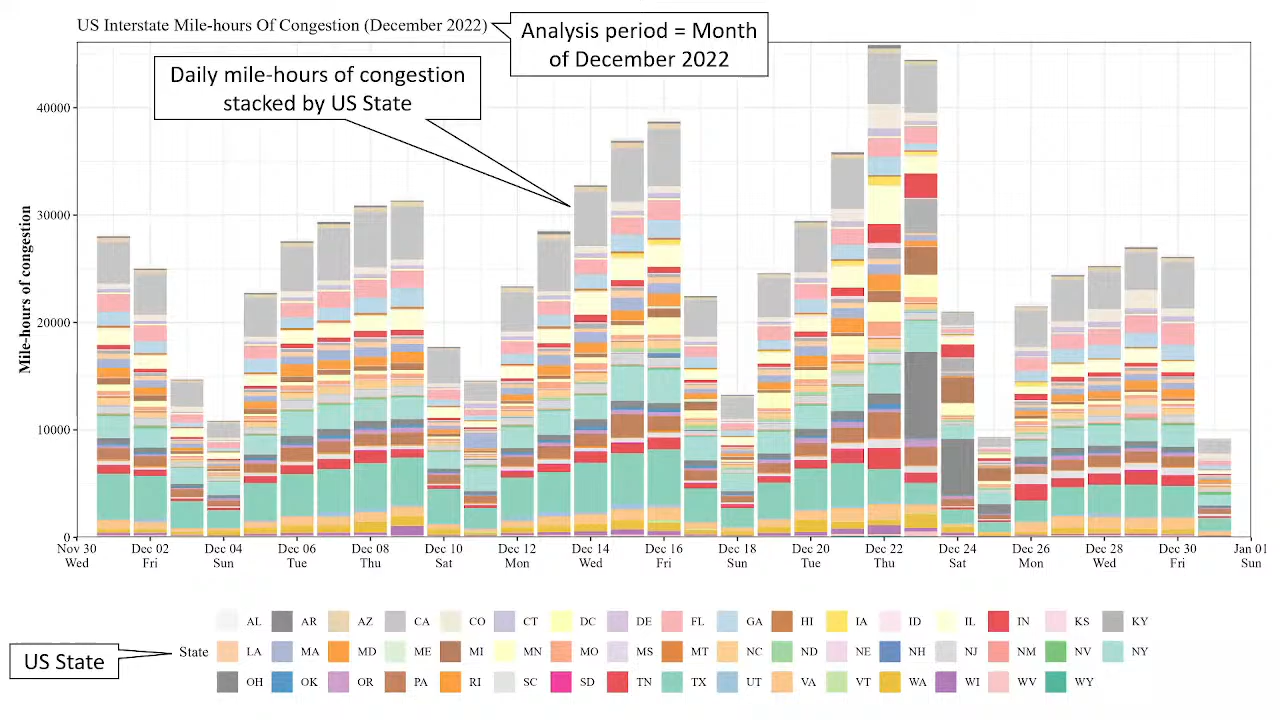 US Interstate Mile-hours Of Congestion (December 2022)
Analysis period = Month
of December 2022
Daily mile-hours of congestion
stacked by US State
Mile-hours of congestion
40000
30000
20000
10000
0
Nov 30 Dec 02 Dec 04 Dec 06 Dec 08 Dec 10 Dec 12 Dec 14 Dec 16 Dec 18 Dec 20 Dec 22 Dec 24 Dec 26 Dec 28 Dec 30 Jan 01
Wed Fri Sun Tue Thu Sat Mon Wed Fri Sun Tue Thu Sat Mon Wed Fri Sun
US State
State
AL AR AZ CA CO CT DC DE FL GA HI IA ID IL IN KS KY
LA MA MD ME MI MN MO MS MT NC ND NE NH NJ NM NV NY
OH OK OR PA RI SC SD TN TX UT VA VT WA WI WV WY